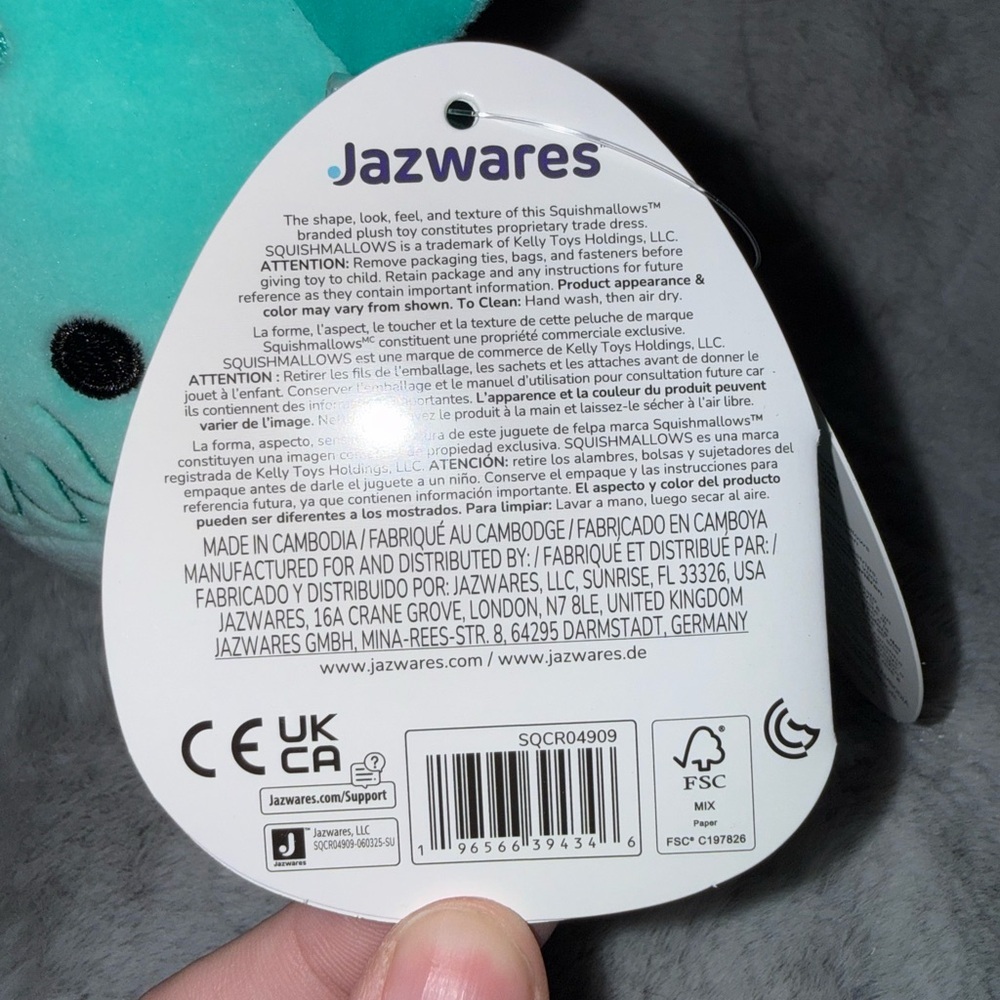 Jazwares
The shape, look, feel, and texture of this Squishmallows™
branded plush toy constitutes proprietary trade dress.
SQUISHMALLOWS is a trademark of Kelly Toys Holdings, LLC.
ATTENTION: Remove packaging ties, bags, and fasteners before
giving toy to child. Retain package and any instructions for future
reference as they contain important information. Product appearance &
color may vary from shown. To Clean: Hand wash, then air dry.
La forme, l'aspect, le toucher et la texture de cette peluche de marque
Squishmallowsᴹᶜ constituent une propriété commerciale exclusive.
SQUISHMALLOWS est une marque de commerce de Kelly Toys Holdings, LLC.
ATTENTION : Retirer les fils de l'emballage, les sachets et les attaches avant de donner le
jouet à l'enfant. Conserver l'emballage et le manuel d'utilisation pour consultation future car
ils contiennent des importantes. L'apparence et la couleur du produit peuvent
varier de l'image. le produit à la main et laissez-le sécher à l'air libre.
La forma, aspecto, de este juguete de felpa marca Squishmallows™
constituyen una imagen propiedad exclusiva. SQUISHMALLOWS es una marca
registrada de Kelly Toys Holdings, LLC. ATENCIÓN: retire los alambres, bolsas y sujetadores del
empaque antes de darle el juguete a un niño. Conserve el empaque y las instrucciones para
referencia futura, ya que contienen información importante. El aspecto y color del producto
pueden ser diferentes a los mostrados. Para limpiar: Lavar a mano, luego secar al aire.
MADE IN CAMBODIA / FABRIQUÉ AU CAMBODGE / FABRICADO EN CAMBOYA
MANUFACTURED FOR AND DISTRIBUTED BY: / FABRIQUÉ ET DISTRIBUÉ PAR: /
FABRICADO Y DISTRIBUIDO POR: JAZWARES, LLC, SUNRISE, FL 33326, USA
JAZWARES, 16A CRANE GROVE, LONDON, N7 8LE, UNITED KINGDOM
JAZWARES GMBH, MINA-REES-STR. 8, 64295 DARMSTADT, GERMANY
www.jazwares.com / www.jazwares.de
CE
UK
CA
Jazwares.com/Support
J™
Jazwares
Jazwares, LLC
SQCR04909-060325-SU
SQCR04909
1 96566 39434 6
FSC
MIX
Paper
FSC® C197826